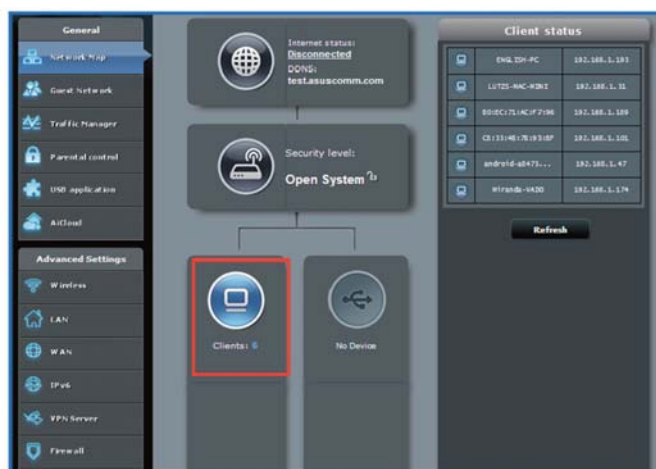 General
Network Map
Guest Network
Traffic Manager
Parental control
USB application
AiCloud
Advanced Settings
Wireless
LAN
WAN
IPv6
VPN Server
Firewall
Internet status:
Disconnected
DDNS:
test.asuscomm.com
Security level:
Open System
Clients: 6
No Device
Client status
ENGLISH-PC 192.168.1.193
LUTZS-MAC-MINI 192.168.1.31
192.168.1.189
192.168.1.101
android-a8473... 192.168.1.47
Miranda-VAIO 192.168.1.174
Refresh